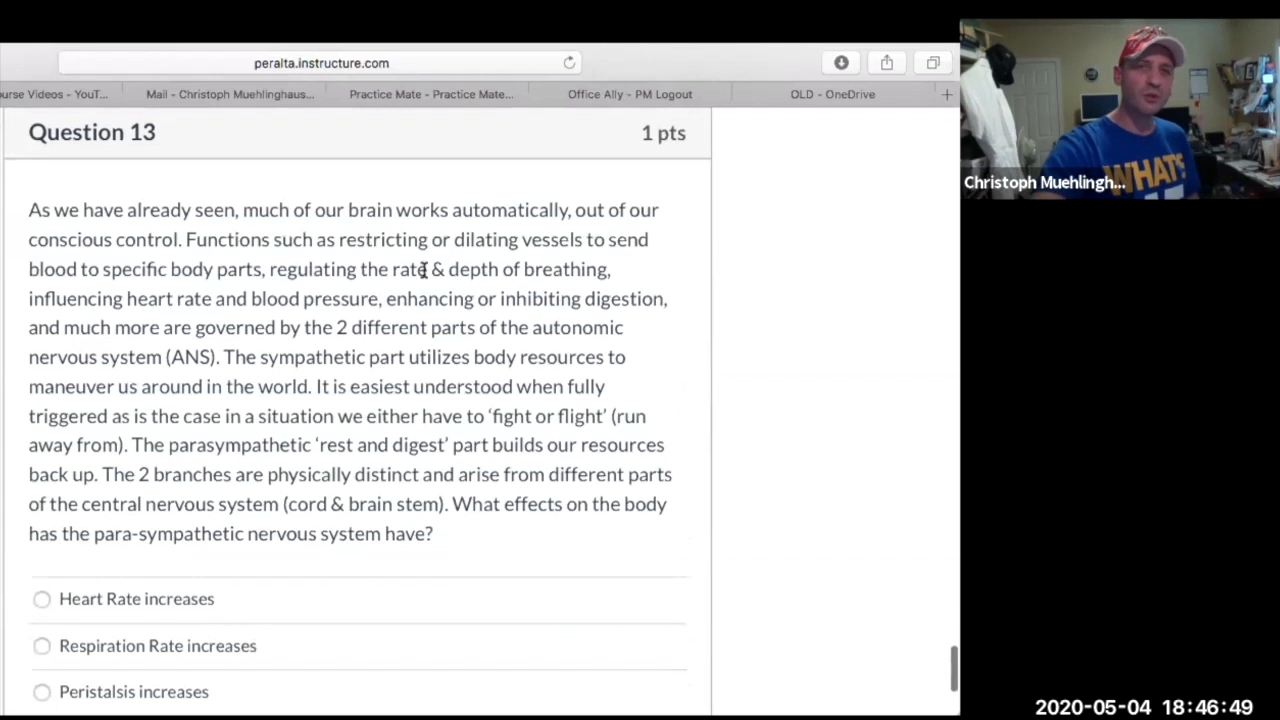 peralta.instructure.com
urse Videos - YouT...
Mail - Christoph Muehlinghaus...
Practice Mate - Practice Mate...
Office Ally - PM Logout
OLD - OneDrive
Question 13
1 pts
As we have already seen, much of our brain works automatically, out of our
conscious control. Functions such as restricting or dilating vessels to send
blood to specific body parts, regulating the rate & depth of breathing,
influencing heart rate and blood pressure, enhancing or inhibiting digestion,
and much more are governed by the 2 different parts of the autonomic
nervous system (ANS). The sympathetic part utilizes body resources to
maneuver us around in the world. It is easiest understood when fully
triggered as is the case in a situation we either have to ‘fight or flight’ (run
away from). The parasympathetic ‘rest and digest’ part builds our resources
back up. The 2 branches are physically distinct and arise from different parts
of the central nervous system (cord & brain stem). What effects on the body
has the para-sympathetic nervous system have?
Heart Rate increases
Respiration Rate increases
Peristalsis increases
WHAT'S
Christoph Muehlingh...
2020-05-04 18:46:49